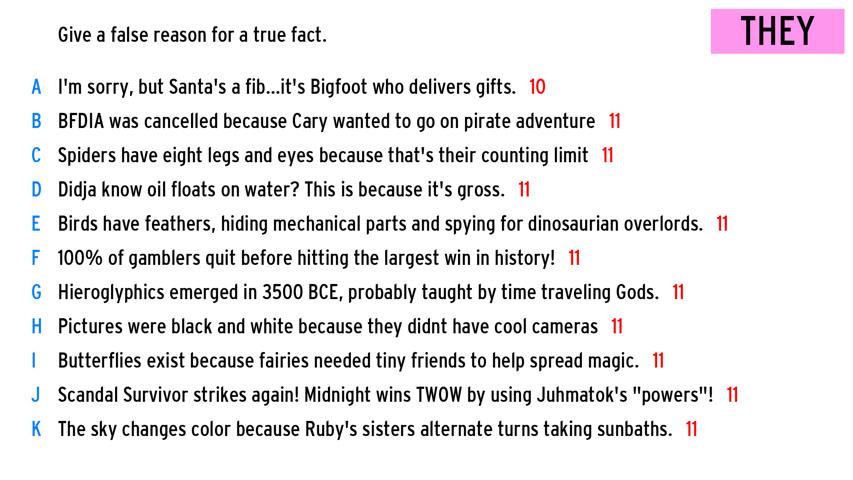 Give a false reason for a true fact.
THEY
A I'm sorry, but Santa's a fib...it's Bigfoot who delivers gifts. 10
B BFDIA was cancelled because Cary wanted to go on pirate adventure 11
C Spiders have eight legs and eyes because that's their counting limit 11
D Didja know oil floats on water? This is because it's gross. 11
E Birds have feathers, hiding mechanical parts and spying for dinosaurian overlords. 11
F 100% of gamblers quit before hitting the largest win in history! 11
G Hieroglyphics emerged in 3500 BCE, probably taught by time traveling Gods. 11
H Pictures were black and white because they didnt have cool cameras 11
I Butterflies exist because fairies needed tiny friends to help spread magic. 11
J Scandal Survivor strikes again! Midnight wins TWOW by using Juhmatok's "powers"! 11
K The sky changes color because Ruby's sisters alternate turns taking sunbaths. 11